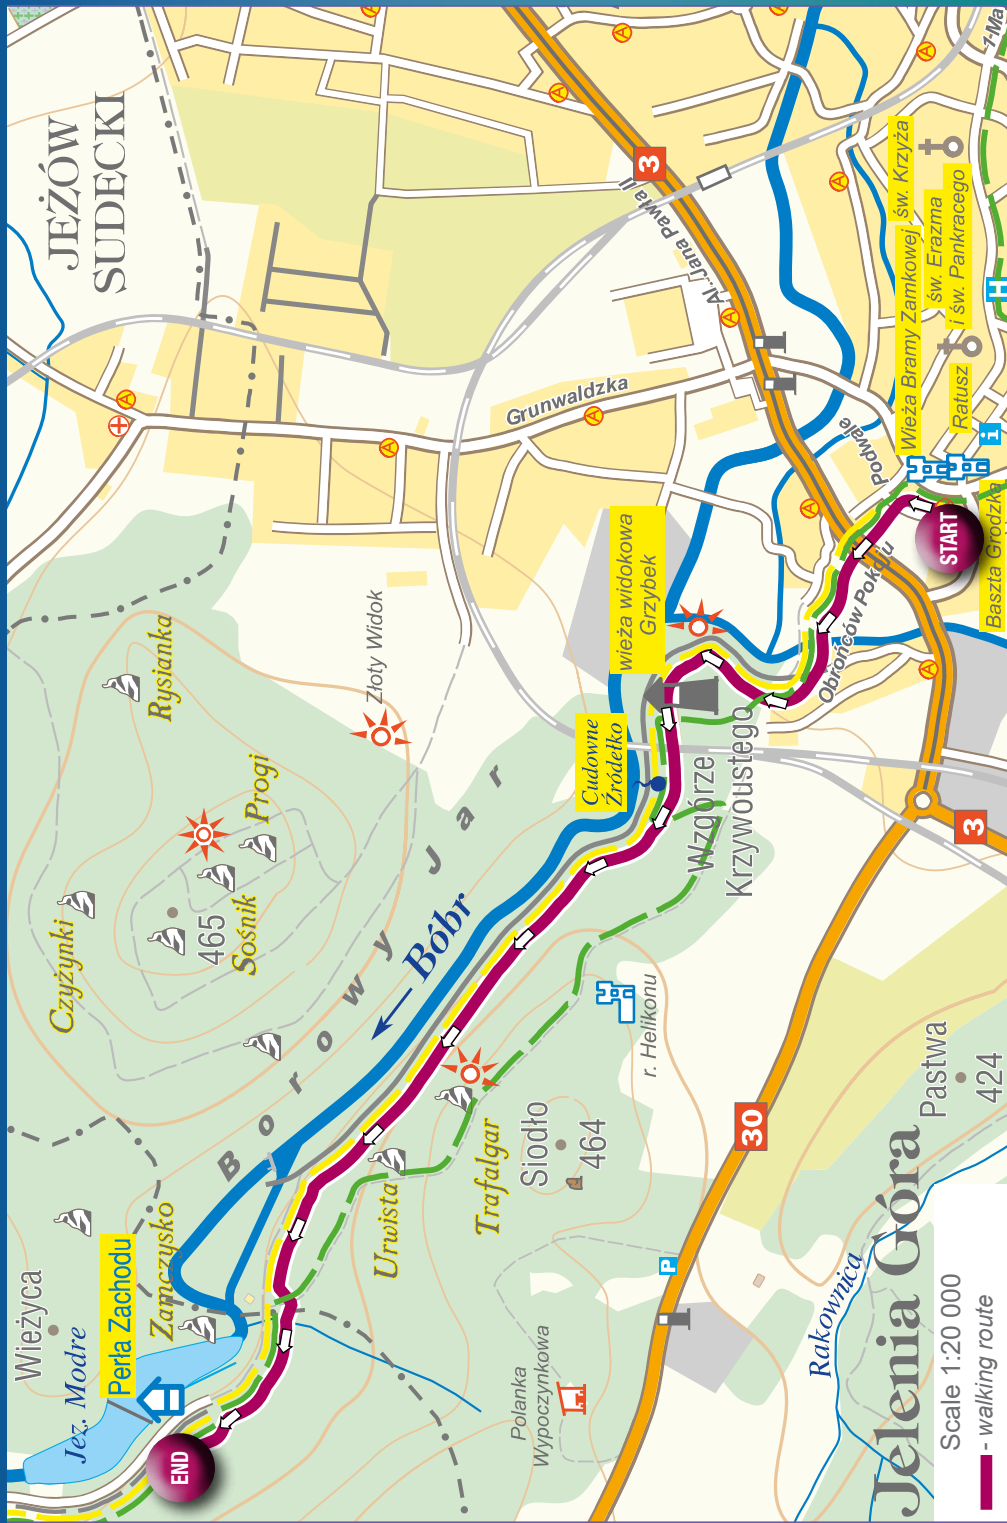 JEŻÓW
SUDECKI
3
Al. Jana Pawła II
1-Ma
Grunwaldzka
Podwale
Obrońców Pokoju
Wieża Bramy Zamkowej
św. Krzyża
św. Erazma
i św. Pankracego
Ratusz
H
i
Baszta Grodzka
START
wieża widokowa
Grzybek
Cudowne
Źródełko
Wzgórze
Krzywoustego
3
Złoty Widok
Rysianka
Progi
Sośnik
465
Czyżynki
Borowy Jar
Bóbr
r. Helikonu
Trafalgar
Siodło
464
Urwista
Pastwa
424
30
P
Zamczysko
Perła Zachodu
Wieżyca
Jez. Modre
END
Polanka
Wypoczynkowa
Rakownica
Jelenia Góra
Scale 1:20 000
- walking route